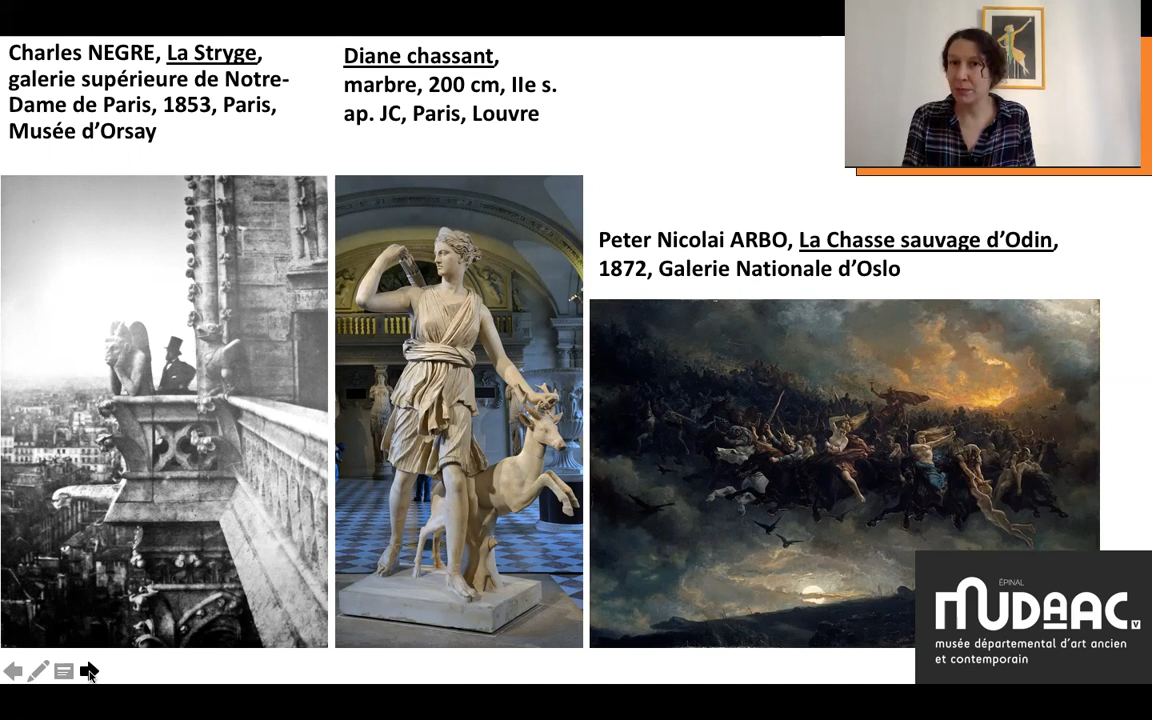 Charles NEGRE, La Stryge,
galerie supérieure de Notre-
Dame de Paris, 1853, Paris,
Musée d’Orsay
Diane chassant,
marbre, 200 cm, IIe s.
ap. JC, Paris, Louvre
Peter Nicolai ARBO, La Chasse sauvage d’Odin,
1872, Galerie Nationale d’Oslo
ÉPINAL
MUDAAC
V
musée départemental d’art ancien
et contemporain